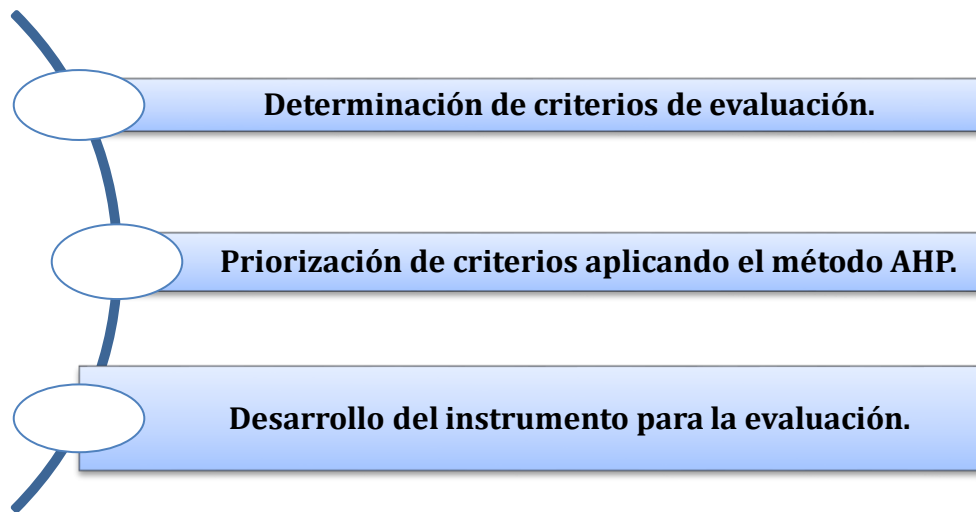 Determinación de criterios de evaluación.
Priorización de criterios aplicando el método AHP.
Desarrollo del instrumento para la evaluación.